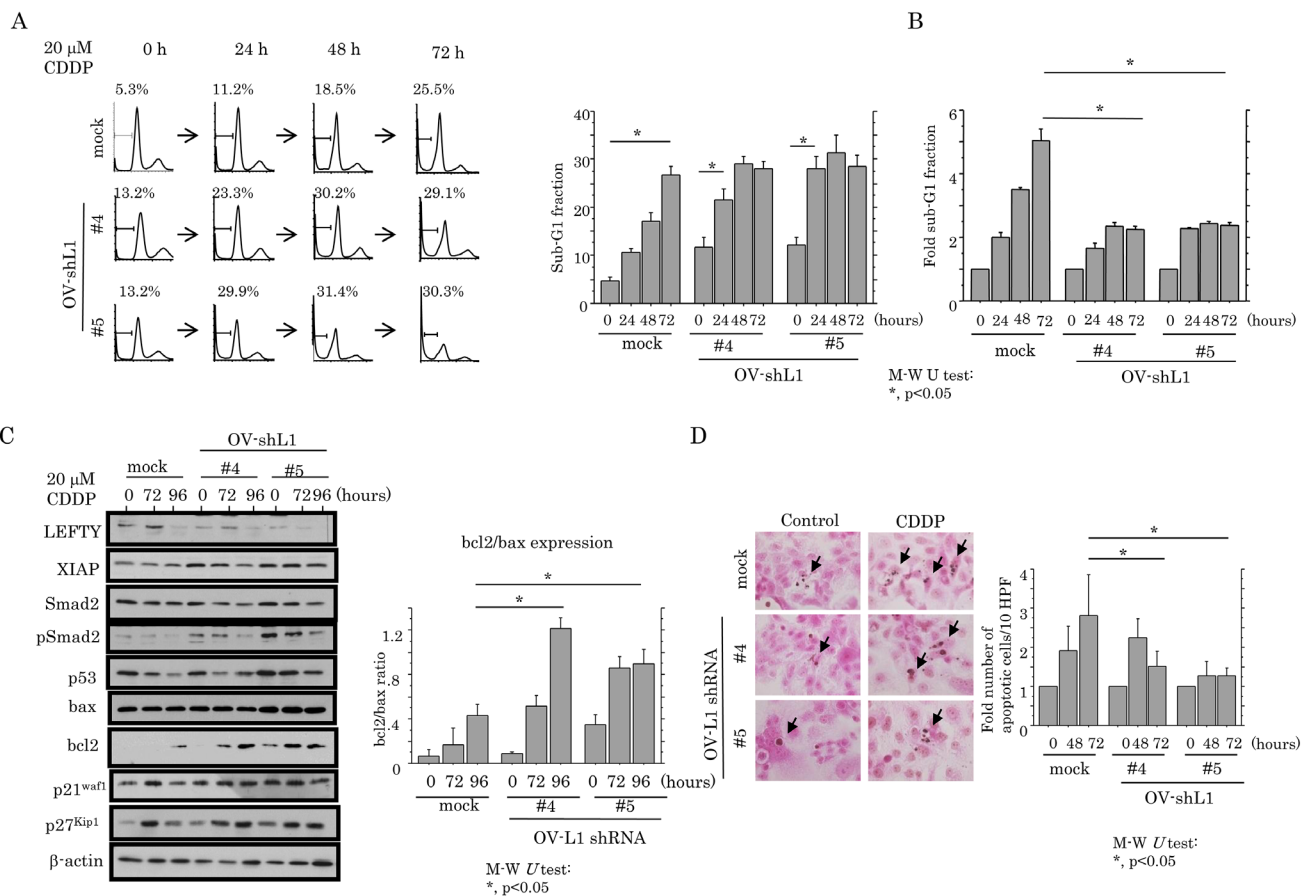 A
20 μM
CDDP
0 h
24 h
48 h
72 h
mock
5.3%
11.2%
18.5%
25.5%
OV-shL1
#4
13.2%
23.3%
30.2%
29.1%
#5
13.2%
29.9%
31.4%
30.3%
Sub-G1 fraction
40
30
20
10
0
*
*
*
0 24 48 72 0 24 48 72 0 24 48 72 (hours)
mock #4 #5
OV-shL1
B
Fold sub-G1 fraction
6
4
2
0
*
*
0 24 48 72 0 24 48 72 0 24 48 72 (hours)
mock #4 #5
OV-shL1
M-W U test:
*, p<0.05
C
OV-shL1
mock #4 #5
20 μM
CDDP
0 72 96 0 72 96 0 72 96 (hours)
LEFTY
XIAP
Smad2
pSmad2
p53
bax
bcl2
p21waf1
p27Kip1
β-actin
bcl2/bax expression
bcl2/bax ratio
1.2
.8
.4
0
*
*
0 72 96 0 72 96 0 72 96 (hours)
mock #4 #5
OV-L1 shRNA
M-W U test:
*, p<0.05
D
Control CDDP
mock
OV-L1 shRNA
#4
#5
Fold number of
apoptotic cells/10 HPF
4
3
2
1
0
*
*
0 48 72 0 48 72 0 48 72 (hours)
mock #4 #5
OV-shL1
M-W U test:
*, p<0.05